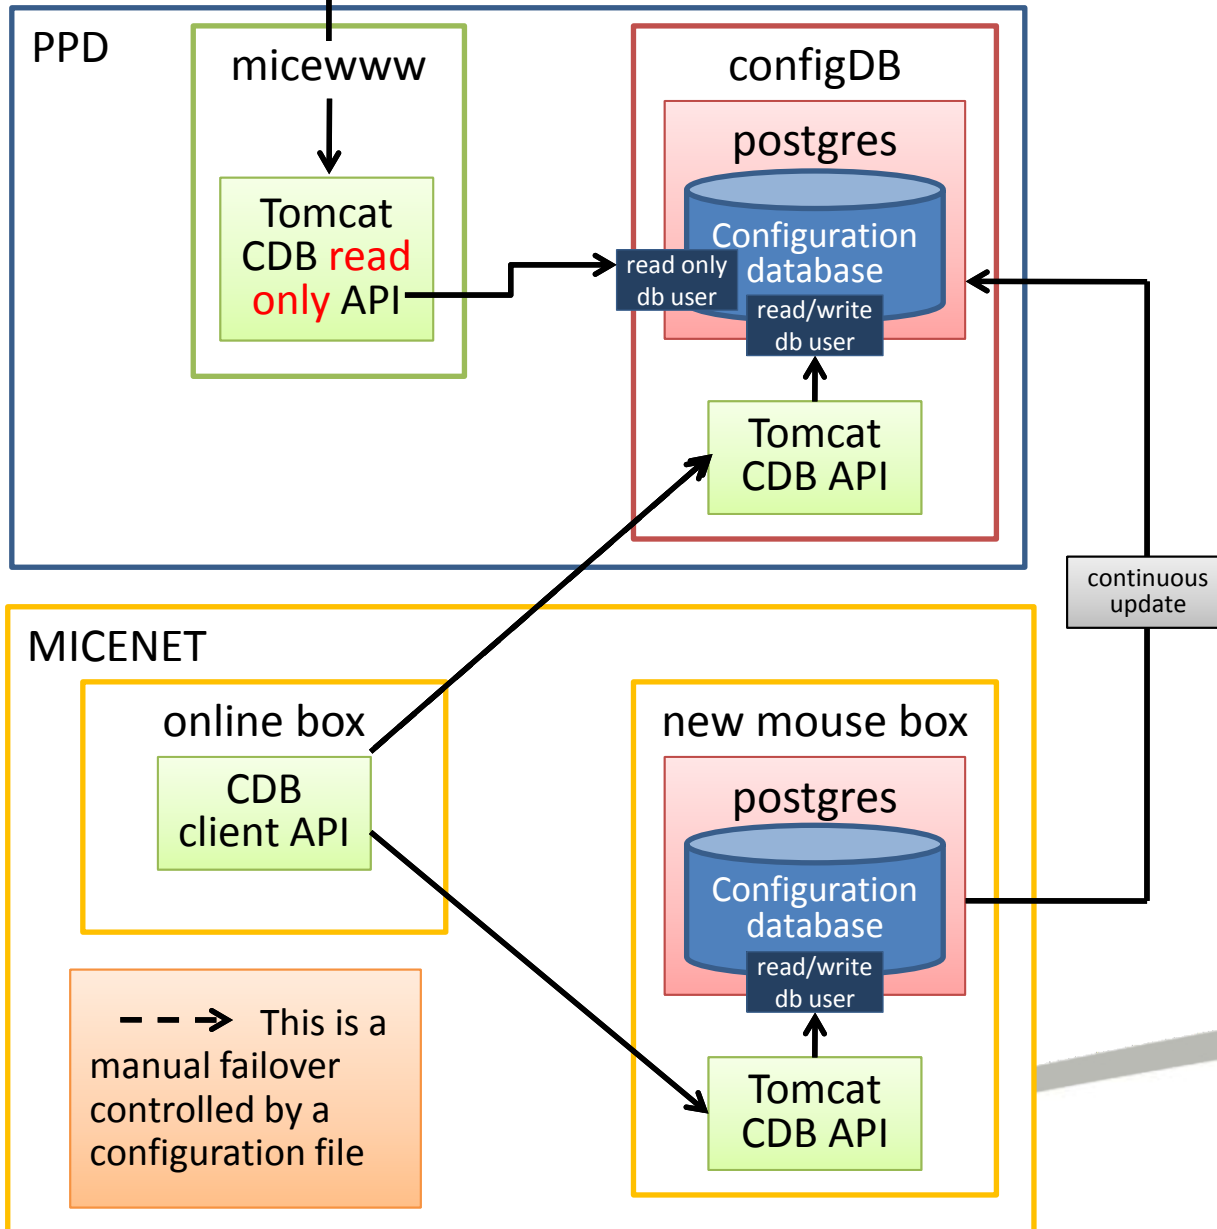 PPD
micewww
Tomcat
CDB read
only API
configDB
postgres
Configuration
database
read only
db user
read/write
db user
Tomcat
CDB API
continuous
update
MICENET
online box
CDB
client API
new mouse box
postgres
Configuration
database
read/write
db user
Tomcat
CDB API
This is a
manual failover
controlled by a
configuration file